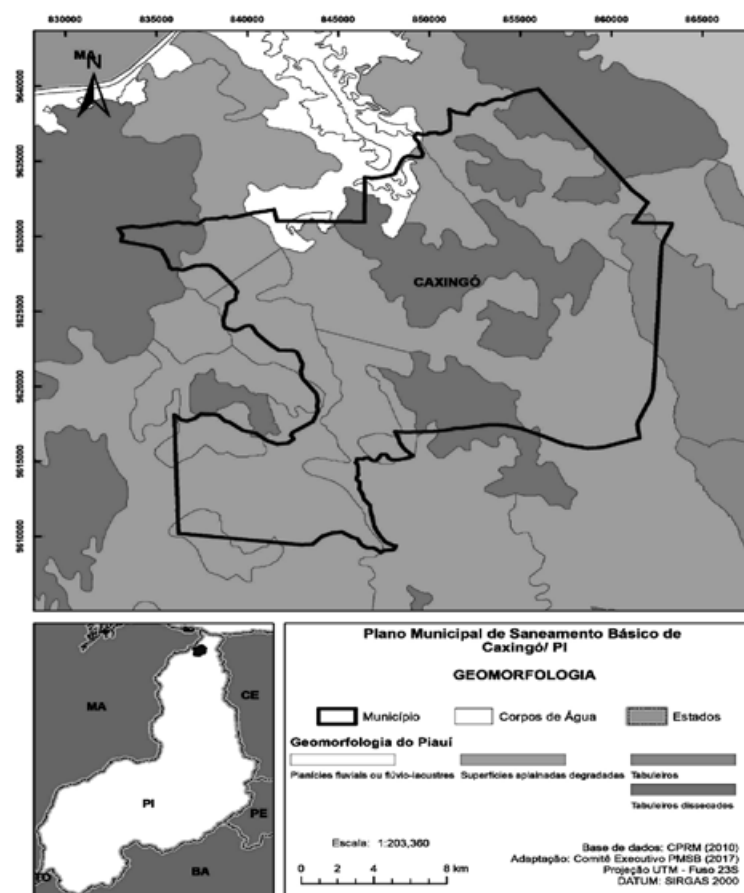 830000 835000 840000 845000 850000 855000 860000 865000
MA
N
9640000
9635000
9630000
9625000
9620000
9615000
9610000
CAXINGÓ
MA
CE
PI
PE
TO
BA
Plano Municipal de Saneamento Básico de
Caxingó/ PI
GEOMORFOLOGIA
Município Corpos de Água Estados
Geomorfologia do Piauí
Planícies fluviais ou flúvio-lacustres Superfícies aplainadas degradadas Tabuleiros
Tabuleiros dissecados
Escala: 1:203,360
0 2 4 8 km
Base de dados: CPRM (2010)
Adaptação: Comitê Executivo PMSB (2017)
Projeção UTM - Fuso 23S
DATUM: SIRGAS 2000